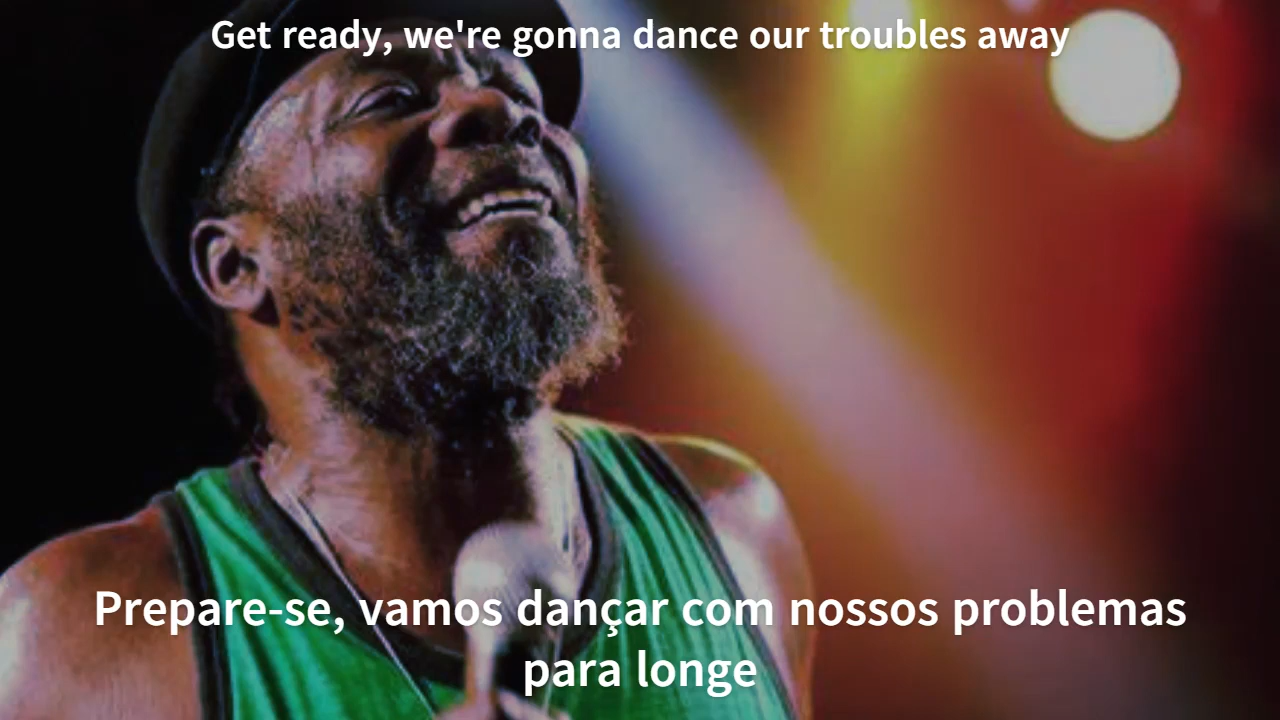 Get ready, we're gonna dance our troubles away
Prepare-se, vamos dançar com nossos problemas
para longe